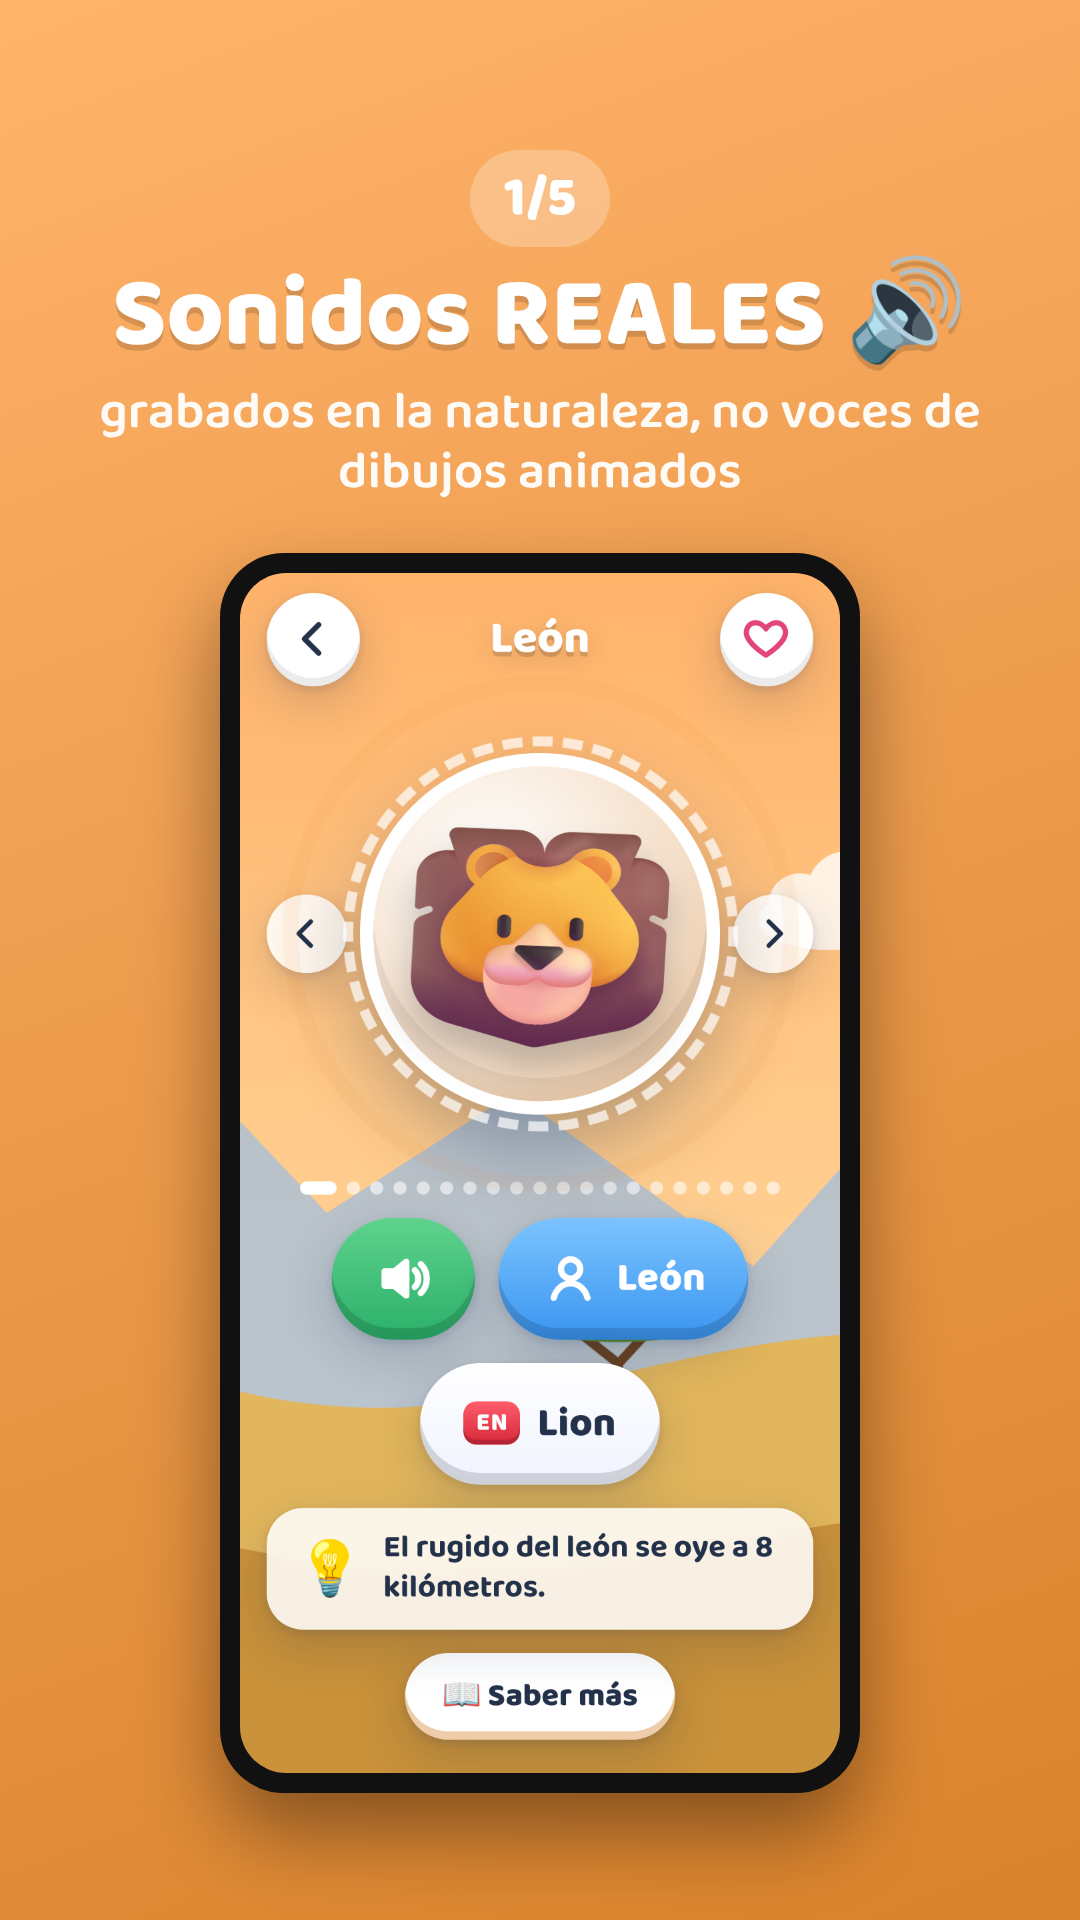 1/5
Sonidos REALES 🔊
grabados en la naturaleza, no voces de
dibujos animados
León
León
EN Lion
El rugido del león se oye a 8
kilómetros.
📖 Saber más